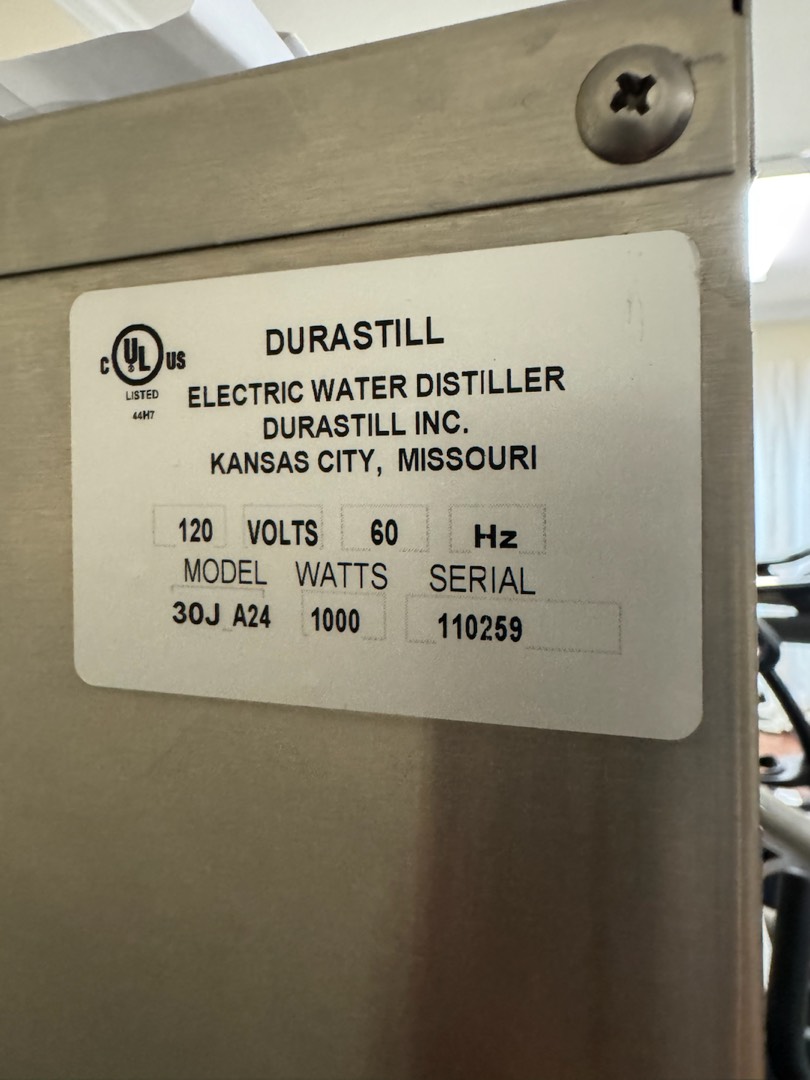 DURASTILL
C UL US
LISTED
44H7
ELECTRIC WATER DISTILLER
DURASTILL INC.
KANSAS CITY, MISSOURI
120 VOLTS 60 Hz
MODEL WATTS SERIAL
30J A24 1000 110259